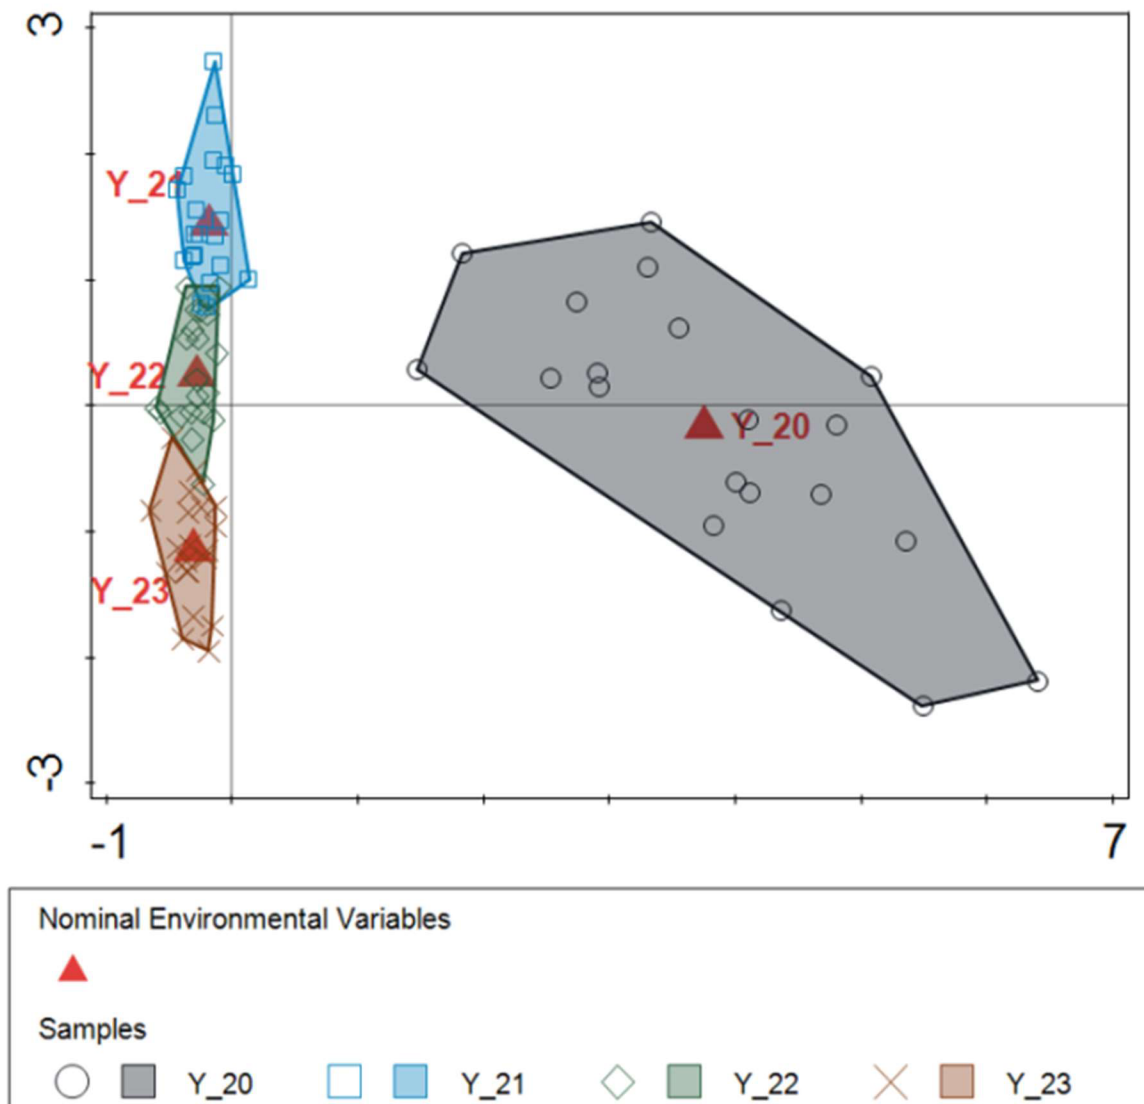 3
Y_21
Y_22
Y_20
Y_23
-3
-1 7
Nominal Environmental Variables
Samples
Y_20 Y_21 Y_22 Y_23